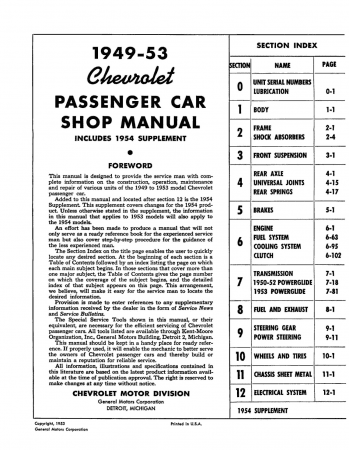 1949-53
Chevrolet
PASSENGER CAR
SHOP MANUAL
INCLUDES 1954 SUPPLEMENT
FOREWORD
This manual is designed to provide the service man with complete information on the construction, operation, maintenance
and repair of various units of the 1949 to 1953 model Chevrolet
passenger car.
Added to this manual and located after section 12 is the 1954
Supplement. This supplement covers changes for the 1954 product. Unless otherwise stated in the supplement, the information
in this manual that applies to 1953 models will also apply to
the 1954 models.
An effort has been made to produce a manual that will not
only serve as a ready reference book for the experienced service
man but also cover step-by-step procedure for the guidance of
the less experienced man.
The Section Index on the title page enables the user to quickly
locate any desired section. At the beginning of each section is a
Table of Contents followed by an index listing the page on which
each main subject begins. In those sections that cover more than
one major subject, the Table of Contents gives the page number
on which the coverage of the subject begins, and the detailed
index of that subject appears on this page. This arrangement,
we believe, will make it easy for the service man to locate the
desired information.
Provision is made to enter references to any supplementary
information received by the dealer in the form of Service News
and Service Bulletins.
The Special Service Tools shown in this manual, or their
equivalent, are necessary for the efficient servicing of Chevrolet
passenger cars. All tools listed are available through Kent-Moore
Organization, Inc., General Motors Building, Detroit 2, Michigan.
This manual should be kept in a handy place for ready reference. If properly used, it will enable the mechanic to better serve
the owners of Chevrolet passenger cars and thereby build or
maintain a reputation for reliable service.
All information, illustrations and specifications contained in
this literature are based on the latest product information available at the time of publication approval. The right is reserved to
make changes at any time without notice.
CHEVROLET MOTOR DIVISION
General Motors Corporation
DETROIT, MICHIGAN
Copyright, 1953
General Motors Corporation
Printed in U.S.A.
SECTION INDEX
SECTION NAME PAGE
0 UNIT SERIAL NUMBERS
LUBRICATION 0-1
1 BODY 1-1
2 FRAME 2-1
SHOCK ABSORBERS 2-4
3 FRONT SUSPENSION 3-1
4 REAR AXLE 4-1
UNIVERSAL JOINTS 4-15
REAR SPRINGS 4-17
5 BRAKES 5-1
6 ENGINE 6-1
FUEL SYSTEM 6-63
COOLING SYSTEM 6-95
CLUTCH 6-102
7 TRANSMISSION 7-1
1950-52 POWERGLIDE 7-18
1953 POWERGLIDE 7-81
8 FUEL AND EXHAUST 8-1
9 STEERING GEAR 9-1
POWER STEERING 9-11
10 WHEELS AND TIRES 10-1
11 CHASSIS SHEET METAL 11-1
12 ELECTRICAL SYSTEM 12-1
1954 SUPPLEMENT